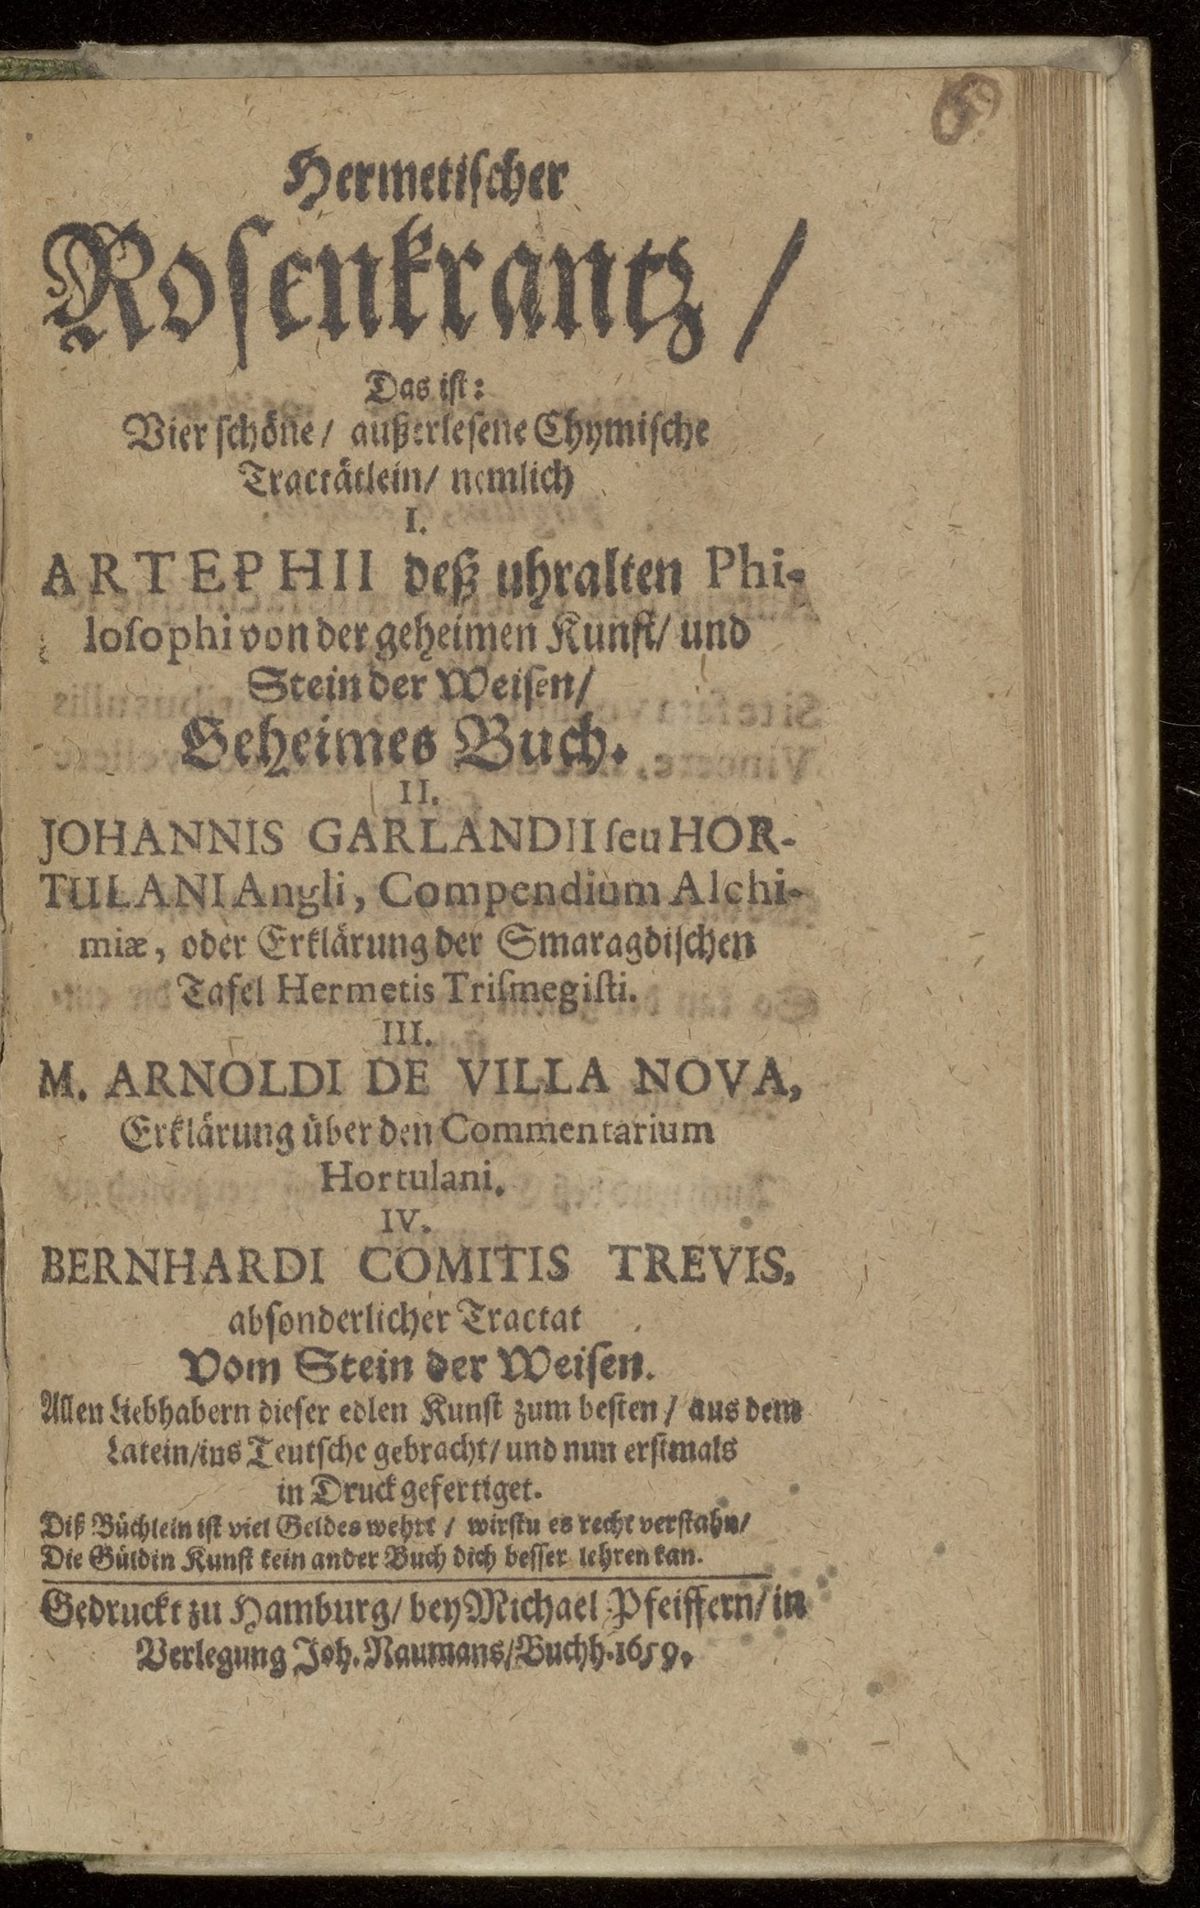 Hermetiſcher
Roſenkrantz /
Das iſt:
Vier ſchöne / außerleſene Chymiſche
Tractätlein / nemlich
I.
ARTEPHII deß uhralten Phi-
loſophi von der geheimen Kunſt / und
Stein der Weiſen /
Geheimes Buch.
II.
JOHANNIS GARLANDII ſeu HOR-
TULANI Angli, Compendium Alchi-
miæ, oder Erklärung der Smaragdiſchen
Tafel Hermetis Triſmegiſti.
III.
M. ARNOLDI DE VILLA NOVA,
Erklärung über den Commentarium
Hortulani.
IV.
BERNHARDI COMITIS TREVIS.
abſonderlicher Tractat
Vom Stein der Weiſen.
Allen Liebhabern dieſer edlen Kunſt zum beſten / aus dem
Latein / ins Teutſche gebracht / und nun erſtmals
in Druck gefertiget.
Diß Büchlein iſt viel Geldes wehrt / wirſtu es recht verſtahn /
Die Güldin Kunſt kein ander Buch dich beſſer lehren kan.
Gedruckt zu Hamburg / bey Michael Pfeiffern / in
Verlegung Joh. Naumans / Buchh. 1659.